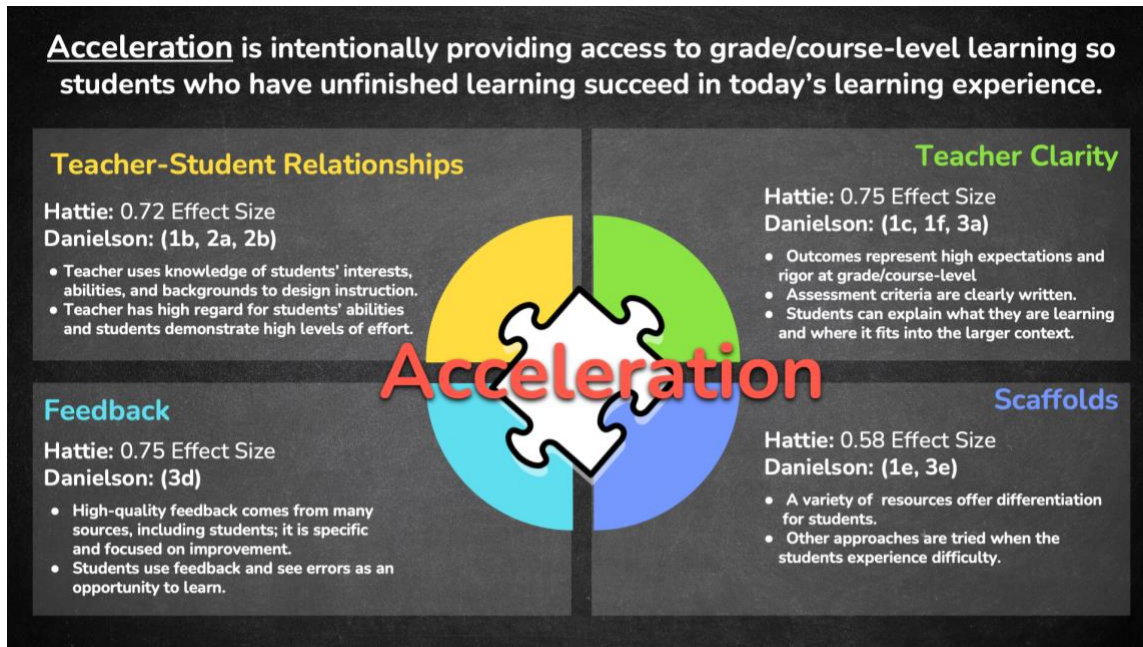 Acceleration is intentionally providing access to grade/course-level learning so
students who have unfinished learning succeed in today's learning experience.
Teacher-Student Relationships
Hattie: 0.72 Effect Size
Danielson: (1b, 2a, 2b)
● Teacher uses knowledge of students' interests,
abilities, and backgrounds to design instruction.
● Teacher has high regard for students' abilities
and students demonstrate high levels of effort.
Teacher Clarity
Hattie: 0.75 Effect Size
Danielson: (1c, 1f, 3a)
● Outcomes represent high expectations and
rigor at grade/course-level
● Assessment criteria are clearly written.
● Students can explain what they are learning
and where it fits into the larger context.
Acceleration
Feedback
Hattie: 0.75 Effect Size
Danielson: (3d)
● High-quality feedback comes from many
sources, including students; it is specific
and focused on improvement.
● Students use feedback and see errors as an
opportunity to learn.
Scaffolds
Hattie: 0.58 Effect Size
Danielson: (1e, 3e)
● A variety of resources offer differentiation
for students.
● Other approaches are tried when the
students experience difficulty.